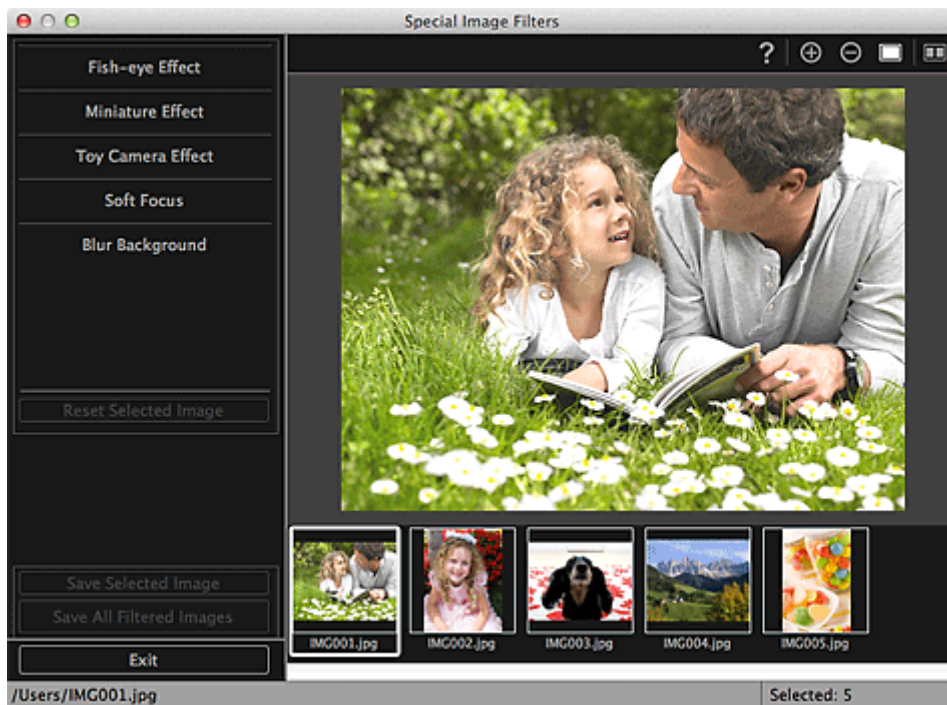 Special Image Filters
?
Fish-eye Effect
Miniature Effect
Toy Camera Effect
Soft Focus
Blur Background
Reset Selected Image
Save Selected Image
Save All Filtered Images
Exit
IMG001.jpg
IMG002.jpg
IMG003.jpg
IMG004.jpg
IMG005.jpg
/Users/IMG001.jpg
Selected: 5